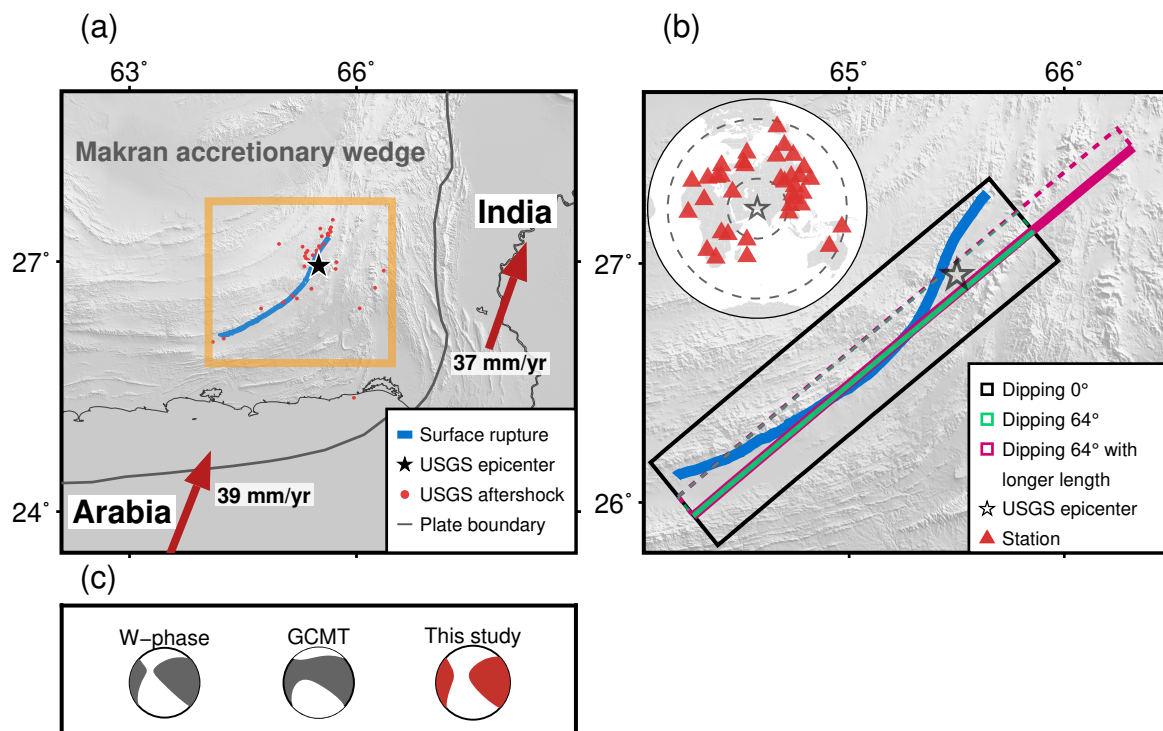 (a)
63˚
66˚
27˚
24˚
Makran accretionary wedge
India
37 mm/yr
Arabia
39 mm/yr
Surface rupture
USGS epicenter
USGS aftershock
Plate boundary
(b)
65˚
66˚
27˚
26˚
Dipping 0°
Dipping 64°
Dipping 64° with
longer length
USGS epicenter
Station
(c)
W−phase
GCMT
This study